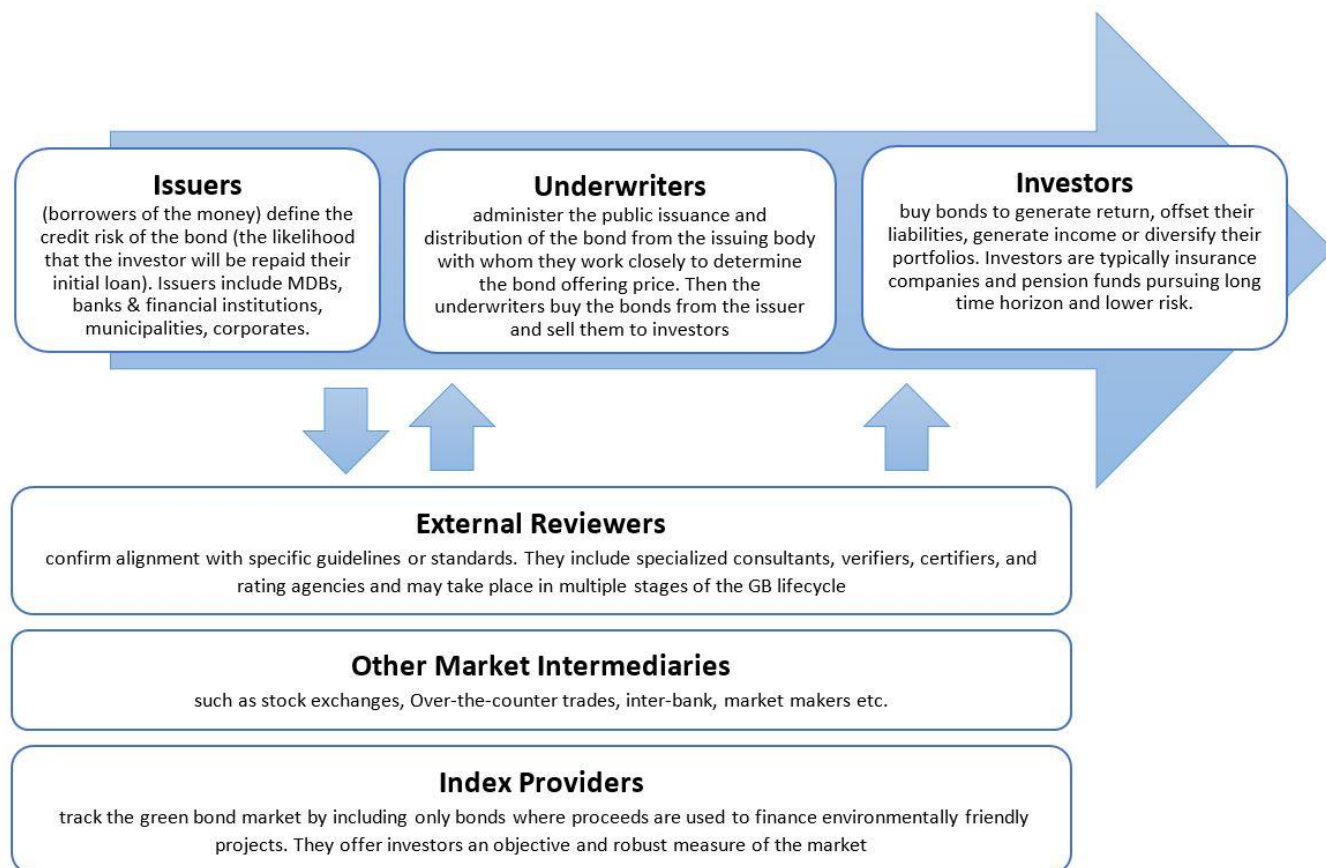 Issuers
(borrowers of the money) define the
credit risk of the bond (the likelihood
that the investor will be repaid their
initial loan). Issuers include MDBs,
banks & financial institutions,
municipalities, corporates.
Underwriters
administer the public issuance and
distribution of the bond from the issuing body
with whom they work closely to determine
the bond offering price. Then the
underwriters buy the bonds from the issuer
and sell them to investors
Investors
buy bonds to generate return, offset their
liabilities, generate income or diversify their
portfolios. Investors are typically insurance
companies and pension funds pursuing long
time horizon and lower risk.
External Reviewers
confirm alignment with specific guidelines or standards. They include specialized consultants, verifiers, certifiers, and
rating agencies and may take place in multiple stages of the GB lifecycle
Other Market Intermediaries
such as stock exchanges, Over-the-counter trades, inter-bank, market makers etc.
Index Providers
track the green bond market by including only bonds where proceeds are used to finance environmentally friendly
projects. They offer investors an objective and robust measure of the market